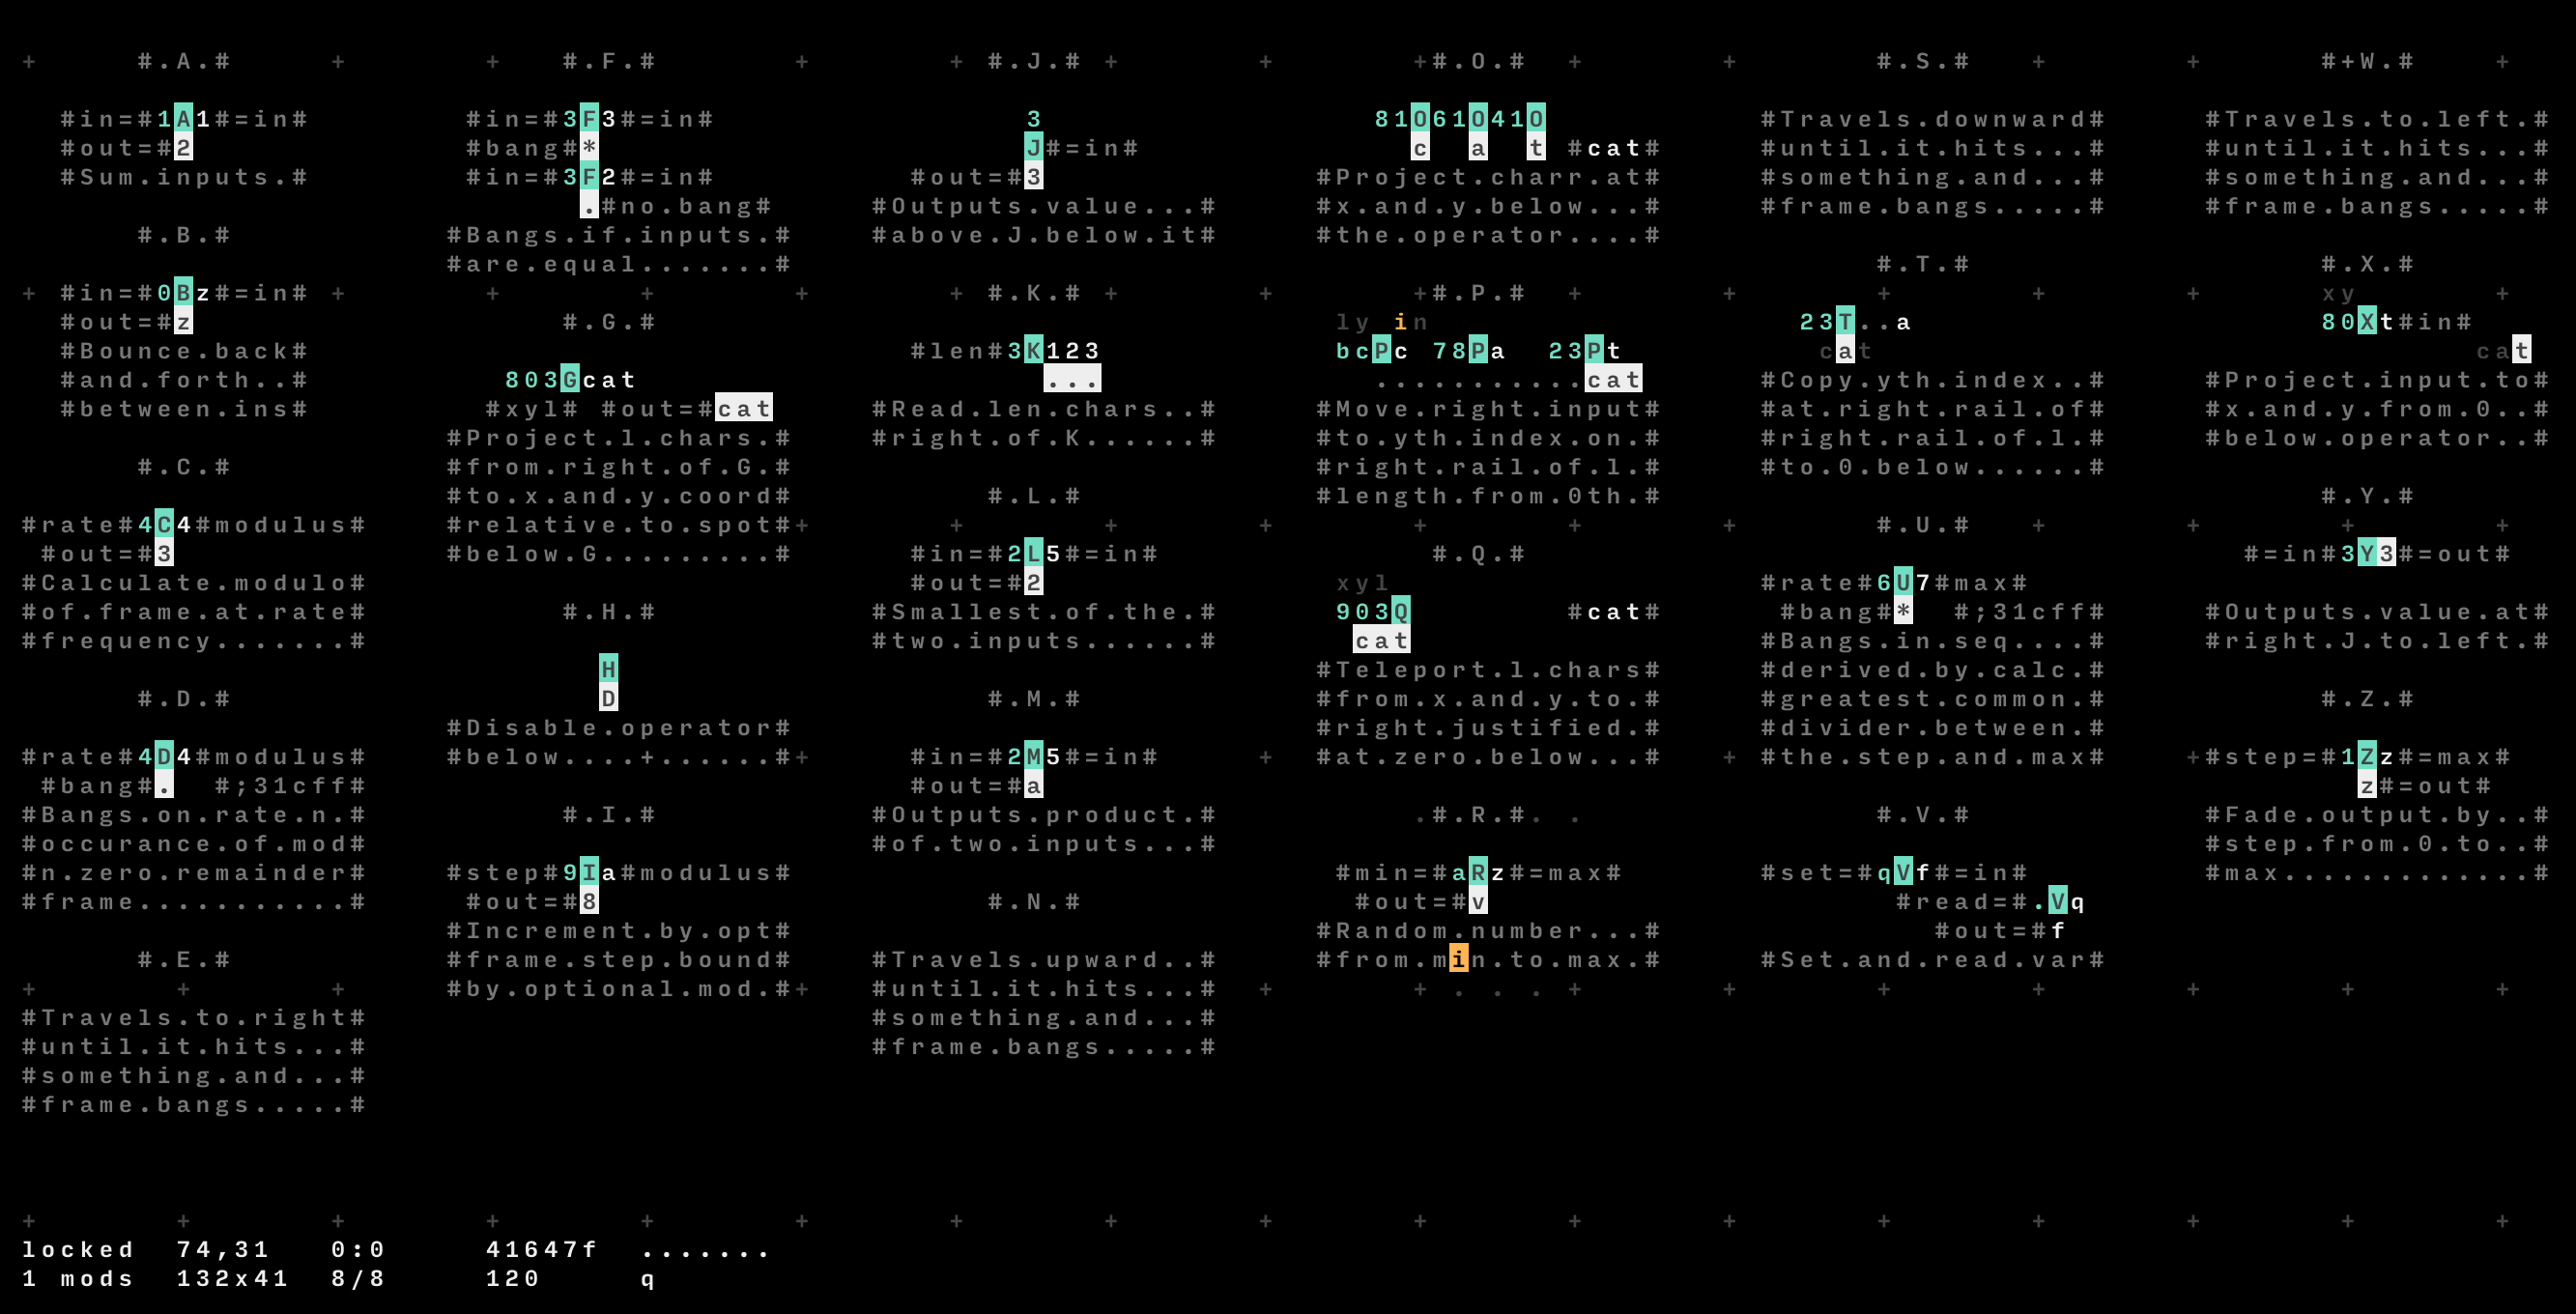 #.A.#
#in=#1A1#=in#
#out=#2
#Sum.inputs.#
#.B.#
#in=#0Bz#=in#
#out=#z
#Bounce.back#
#and.forth..#
#between.ins#
#.C.#
#rate#4C4#modulus#
#out=#3
#Calculate.modulo#
#of.frame.at.rate#
#frequency.......#
#.D.#
#rate#4D4#modulus#
#bang#. #;31cff#
#Bangs.on.rate.n.#
#occurance.of.mod#
#n.zero.remainder#
#frame...........#
#.E.#
#Travels.to.right#
#until.it.hits...#
#something.and...#
#frame.bangs.....#
#.F.#
#in=#3F3#=in#
#bang#*
#in=#3F2#=in#
.#no.bang#
#Bangs.if.inputs.#
#are.equal.......#
#.G.#
803Gcat
#xyl# #out=#cat
#Project.l.chars.#
#from.right.of.G.#
#to.x.and.y.coord#
#relative.to.spot#
#below.G.........#
#.H.#
H
D
#Disable.operator#
#below....+......#
#.I.#
#step#9Ia#modulus#
#out=#8
#Increment.by.opt#
#frame.step.bound#
#by.optional.mod.#
#.J.#
3
J#=in#
#out=#3
#Outputs.value...#
#above.J.below.it#
#.K.#
#len#3K123
...
#Read.len.chars..#
#right.of.K......#
#.L.#
#in=#2L5#=in#
#out=#2
#Smallest.of.the.#
#two.inputs......#
#.M.#
#in=#2M5#=in#
#out=#a
#Outputs.product.#
#of.two.inputs...#
#.N.#
#Travels.upward..#
#until.it.hits...#
#something.and...#
#frame.bangs.....#
#.O.#
81O61O41O
c a t #cat#
#Project.charr.at#
#x.and.y.below...#
#the.operator....#
#.P.#
ly in
bcPc 78Pa 23Pt
...........cat
#Move.right.input#
#to.yth.index.on.#
#right.rail.of.l.#
#length.from.0th.#
#.Q.#
xyl
903Q #cat#
cat
#Teleport.l.chars#
#from.x.and.y.to.#
#right.justified.#
#at.zero.below...#
.#.R.#. .
#min=#aRz#=max#
#out=#v
#Random.number...#
#from.min.to.max.#
. . .
#.S.#
#Travels.downward#
#until.it.hits...#
#something.and...#
#frame.bangs.....#
#.T.#
23T..a
cat
#Copy.yth.index..#
#at.right.rail.of#
#right.rail.of.l.#
#to.0.below......#
#.U.#
#rate#6U7#max#
#bang#* #;31cff#
#Bangs.in.seq....#
#derived.by.calc.#
#greatest.common.#
#divider.between.#
#the.step.and.max#
#.V.#
#set=#qVf#=in#
#read=#.Vq
#out=#f
#Set.and.read.var#
#+W.#
#Travels.to.left.#
#until.it.hits...#
#something.and...#
#frame.bangs.....#
#.X.#
xy
80Xt#in#
cat
#Project.input.to#
#x.and.y.from.0..#
#below.operator..#
#.Y.#
#=in#3Y3#=out#
#Outputs.value.at#
#right.J.to.left.#
#.Z.#
#step=#1Zz#=max#
z#=out#
#Fade.output.by..#
#step.from.0.to..#
#max.............#
locked 74,31 0:0 41647f .......
1 mods 132x41 8/8 120 q